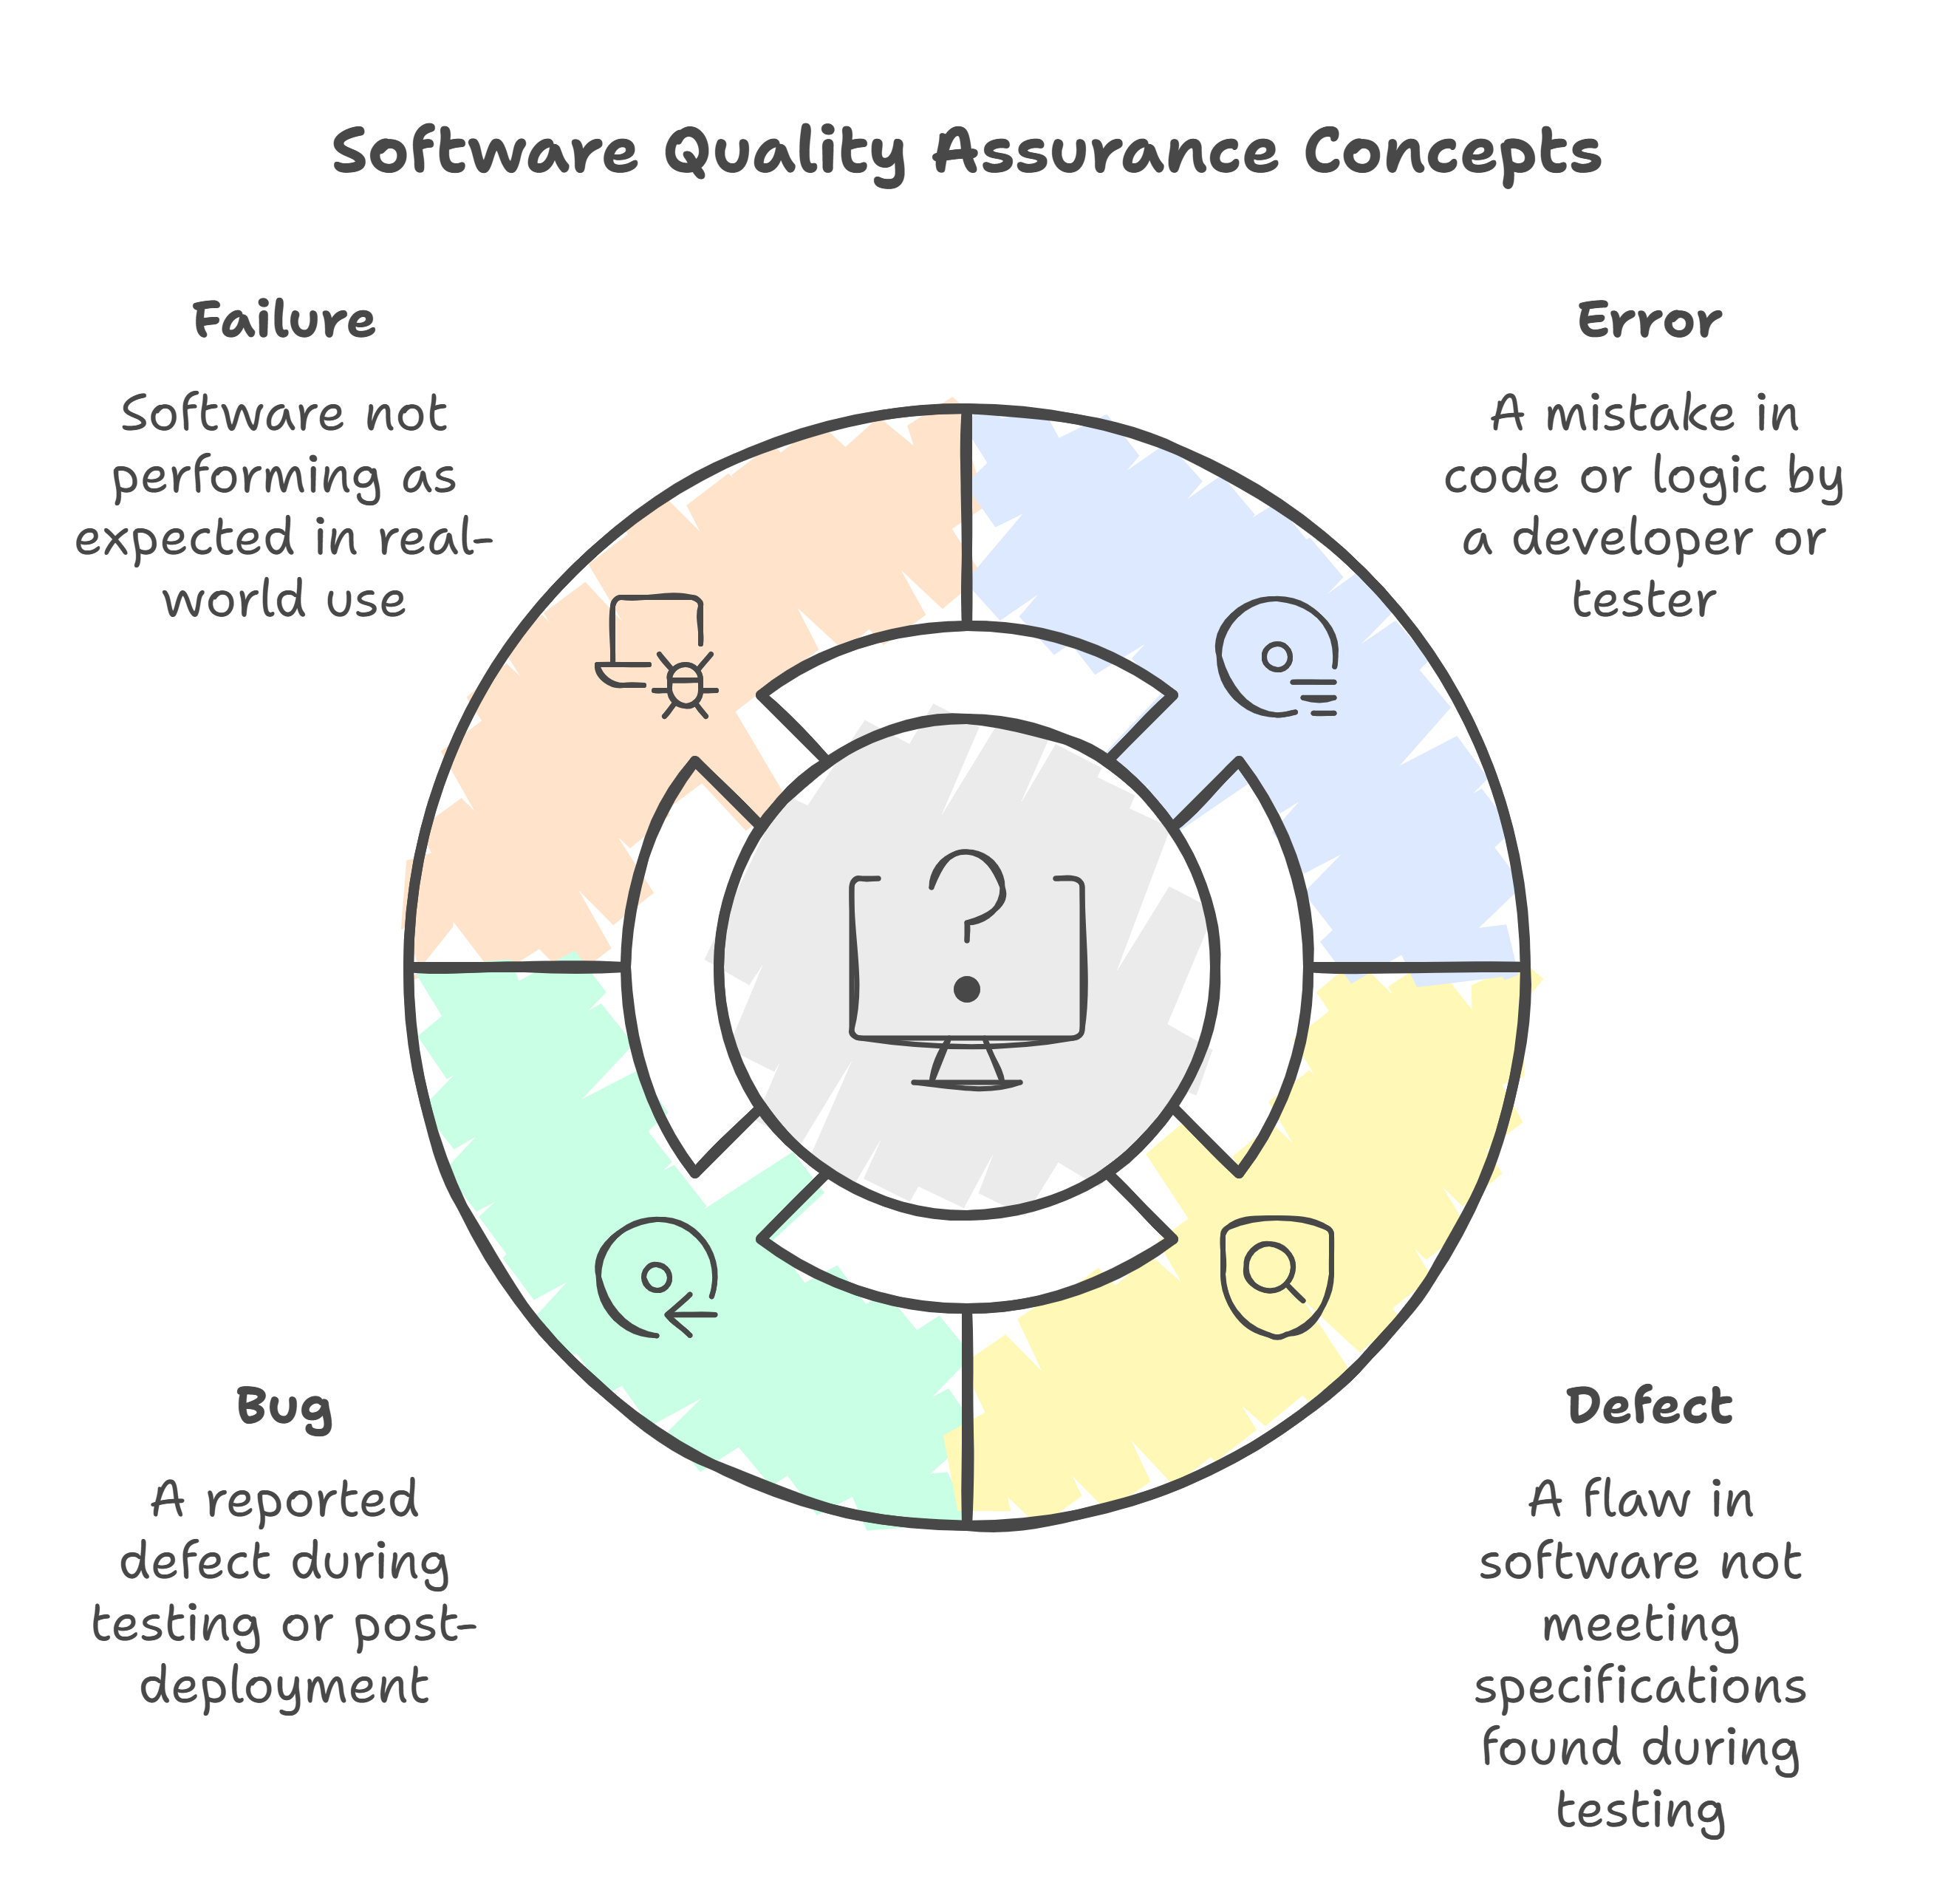 Software Quality Assurance Concepts
Failure
Software not
performing as
expected in real-
world use
Error
A mistake in
code or logic by
a developer or
tester
Bug
A reported
defect during
testing or post-
deployment
Defect
A flaw in
software not
meeting
specifications
found during
testing